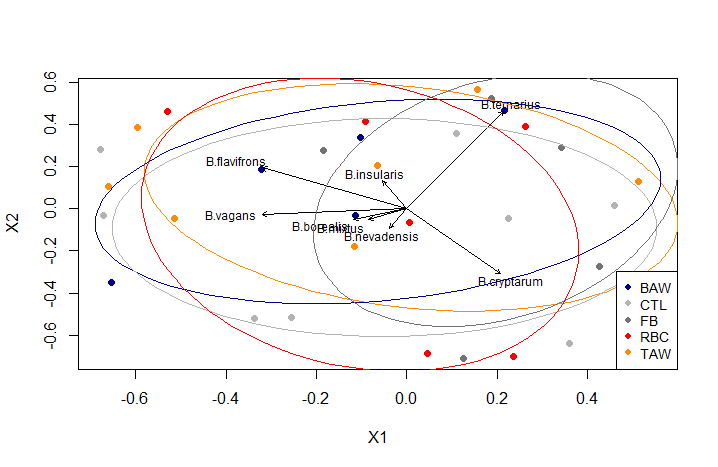 X2
0.6
0.4
0.2
0.0
-0.2
-0.4
-0.6
B.ternarius
B.flavifrons
B.insularis
B.vagans
B.borealis
B.mixtus
B.nevadensis
B.cryptarum
BAW
CTL
FB
RBC
TAW
-0.6 -0.4 -0.2 0.0 0.2 0.4
X1